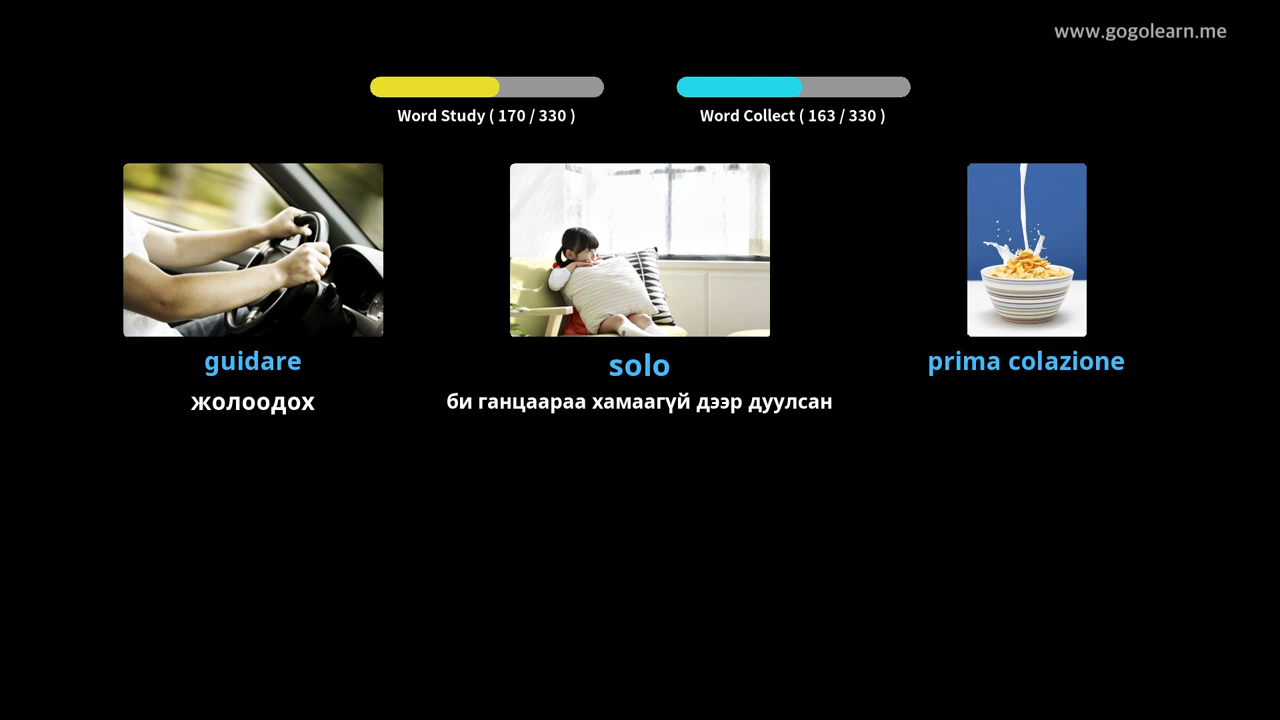 www.gogolearn.me
Word Study ( 170 / 330 )
Word Collect ( 163 / 330 )
guidare
solo
prima colazione
жолоодох
би ганцаараа хамаагүй дээр дуулсан